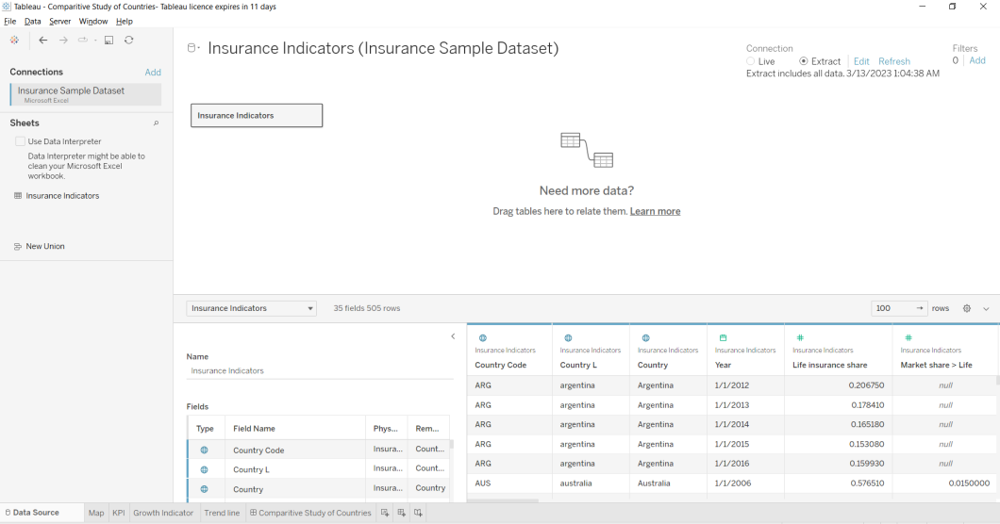 Tableau - Comparitive Study of Countries- Tableau licence expires in 11 days
File Data Server Window Help
Connections Add
Insurance Sample Dataset
Microsoft Excel
Sheets
Use Data Interpreter
Data Interpreter might be able to
clean your Microsoft Excel
workbook.
Insurance Indicators
New Union
Insurance Indicators (Insurance Sample Dataset)
Connection
Live Extract Edit Refresh
Extract includes all data. 3/13/2023 1:04:38 AM
Filters
0 Add
Insurance Indicators
Need more data?
Drag tables here to relate them. Learn more
Insurance Indicators 35 fields 505 rows 100 → rows
Name
Insurance Indicators
Fields
Type Field Name Phys... Rem...
Country Code Insura... Count...
Country L Insura... Count...
Country Insura... Country
Insurance Indicators Insurance Indicators Insurance Indicators Insurance Indicators Insurance Indicators Insurance Indicators
Country Code Country L Country Year Life insurance share Market share > Life
ARG argentina Argentina 1/1/2012 0.206750 null
ARG argentina Argentina 1/1/2013 0.178410 null
ARG argentina Argentina 1/1/2014 0.165180 null
ARG argentina Argentina 1/1/2015 0.153080 null
ARG argentina Argentina 1/1/2016 0.159930 null
AUS australia Australia 1/1/2006 0.576510 0.0150000
Data Source Map KPI Growth Indicator Trend line Comparitive Study of Countries